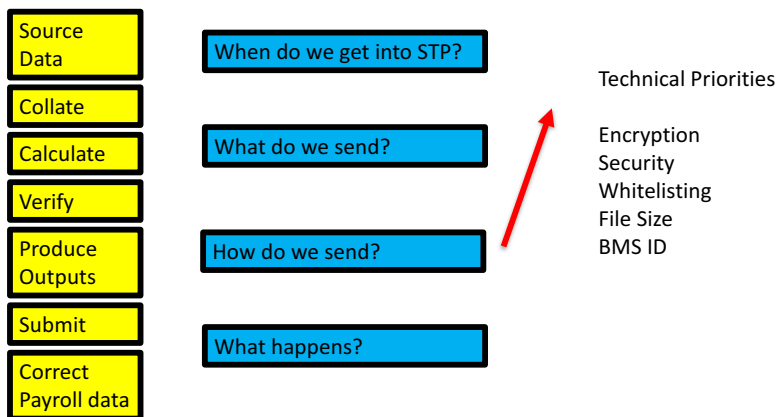 Source
Data
Collate
Calculate
Verify
Produce
Outputs
Submit
Correct
Payroll data
When do we get into STP?
What do we send?
How do we send?
What happens?
Technical Priorities
Encryption
Security
Whitelisting
File Size
BMS ID